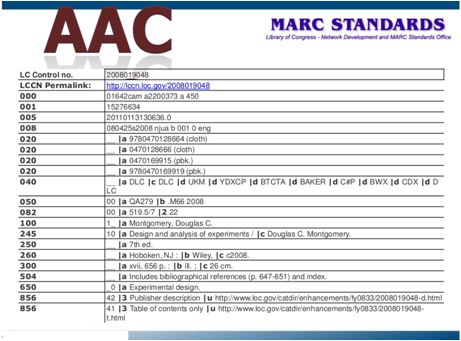 AAC
MARC STANDARDS
Library of Congress - Network Development and MARC Standards Office
LC Control no. 2008019048
LCCN Permalink: http://lccn.loc.gov/2008019048
000 01642cam a2200373 a 450
001 15276634
005 20110113130636.0
008 080425s2008 njua b 001 0 eng
020 __ |a 9780470128664 (cloth)
020 __ |a 0470128666 (cloth)
020 __ |a 0470169915 (pbk.)
020 __ |a 9780470169919 (pbk.)
040 __ |a DLC |c DLC |d UKM |d YDXCP |d BTCTA |d BAKER |d C#P |d BWX |d CDX |d D
LC
050 00 |a QA279 |b .M66 2008
082 00 |a 519.5/7 |2 22
100 1_ |a Montgomery, Douglas C.
245 10 |a Design and analysis of experiments / |c Douglas C. Montgomery.
250 __ |a 7th ed.
260 __ |a Hoboken, NJ : |b Wiley, |c c2008.
300 __ |a xvii, 656 p. : |b ill. ; |c 26 cm.
504 __ |a Includes bibliographical references (p. 647-651) and index.
650 _0 |a Experimental design.
856 42 |3 Publisher description |u http://www.loc.gov/catdir/enhancements/fy0833/2008019048-d.html
856 41 |3 Table of contents only |u http://www.loc.gov/catdir/enhancements/fy0833/2008019048-
t.html